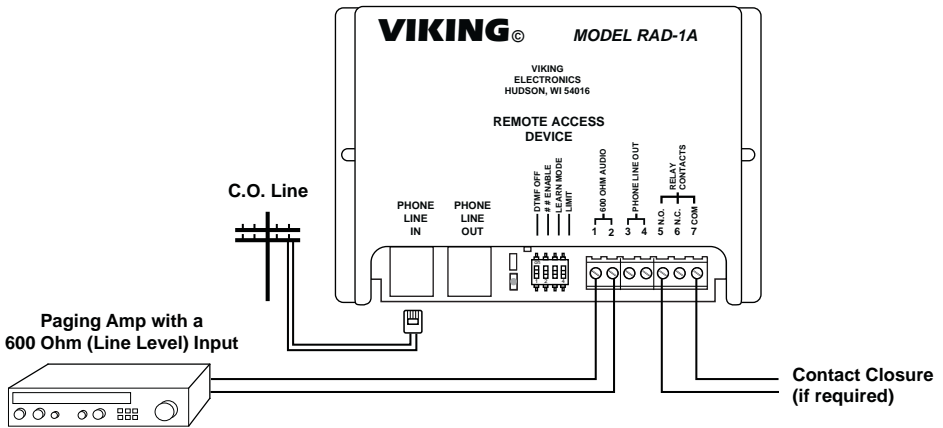 VIKING©
MODEL RAD-1A
VIKING
ELECTRONICS
HUDSON, WI 54016
REMOTE ACCESS
DEVICE
C.O. Line
PHONE
LINE
IN
PHONE
LINE
OUT
DTMF OFF
# # ENABLE
LEARN MODE
LIMIT
600 OHM AUDIO
PHONE LINE OUT
RELAY
CONTACTS
N.O.
N.C.
COM
1 2 3 4 5 6 7
Paging Amp with a
600 Ohm (Line Level) Input
Contact Closure
(if required)